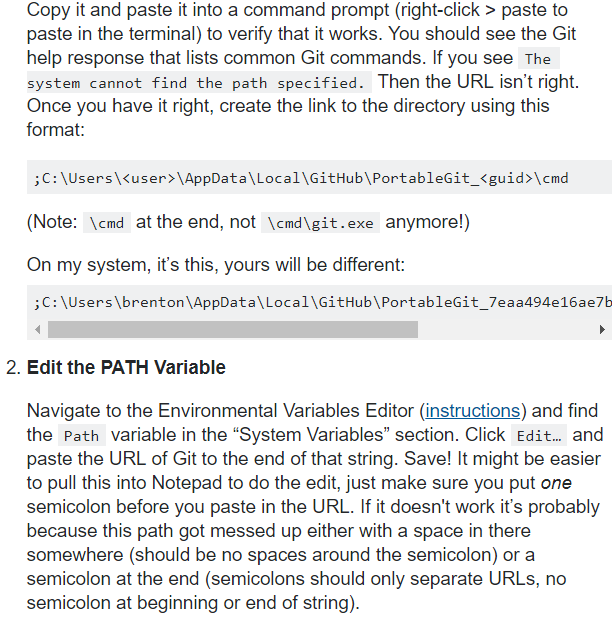 Copy it and paste it into a command prompt (right-click > paste to
paste in the terminal) to verify that it works. You should see the Git
help response that lists common Git commands. If you see The
system cannot find the path specified. Then the URL isn’t right.
Once you have it right, create the link to the directory using this
format:
;C:\Users\<user>\AppData\Local\GitHub\PortableGit_<guid>\cmd
(Note: \cmd at the end, not \cmd\git.exe anymore!)
On my system, it’s this, yours will be different:
;C:\Users\brenton\AppData\Local\GitHub\PortableGit_7eaa494e16ae7b
2. Edit the PATH Variable
Navigate to the Environmental Variables Editor (instructions) and find
the Path variable in the “System Variables” section. Click Edit… and
paste the URL of Git to the end of that string. Save! It might be easier
to pull this into Notepad to do the edit, just make sure you put one
semicolon before you paste in the URL. If it doesn't work it’s probably
because this path got messed up either with a space in there
somewhere (should be no spaces around the semicolon) or a
semicolon at the end (semicolons should only separate URLs, no
semicolon at beginning or end of string).